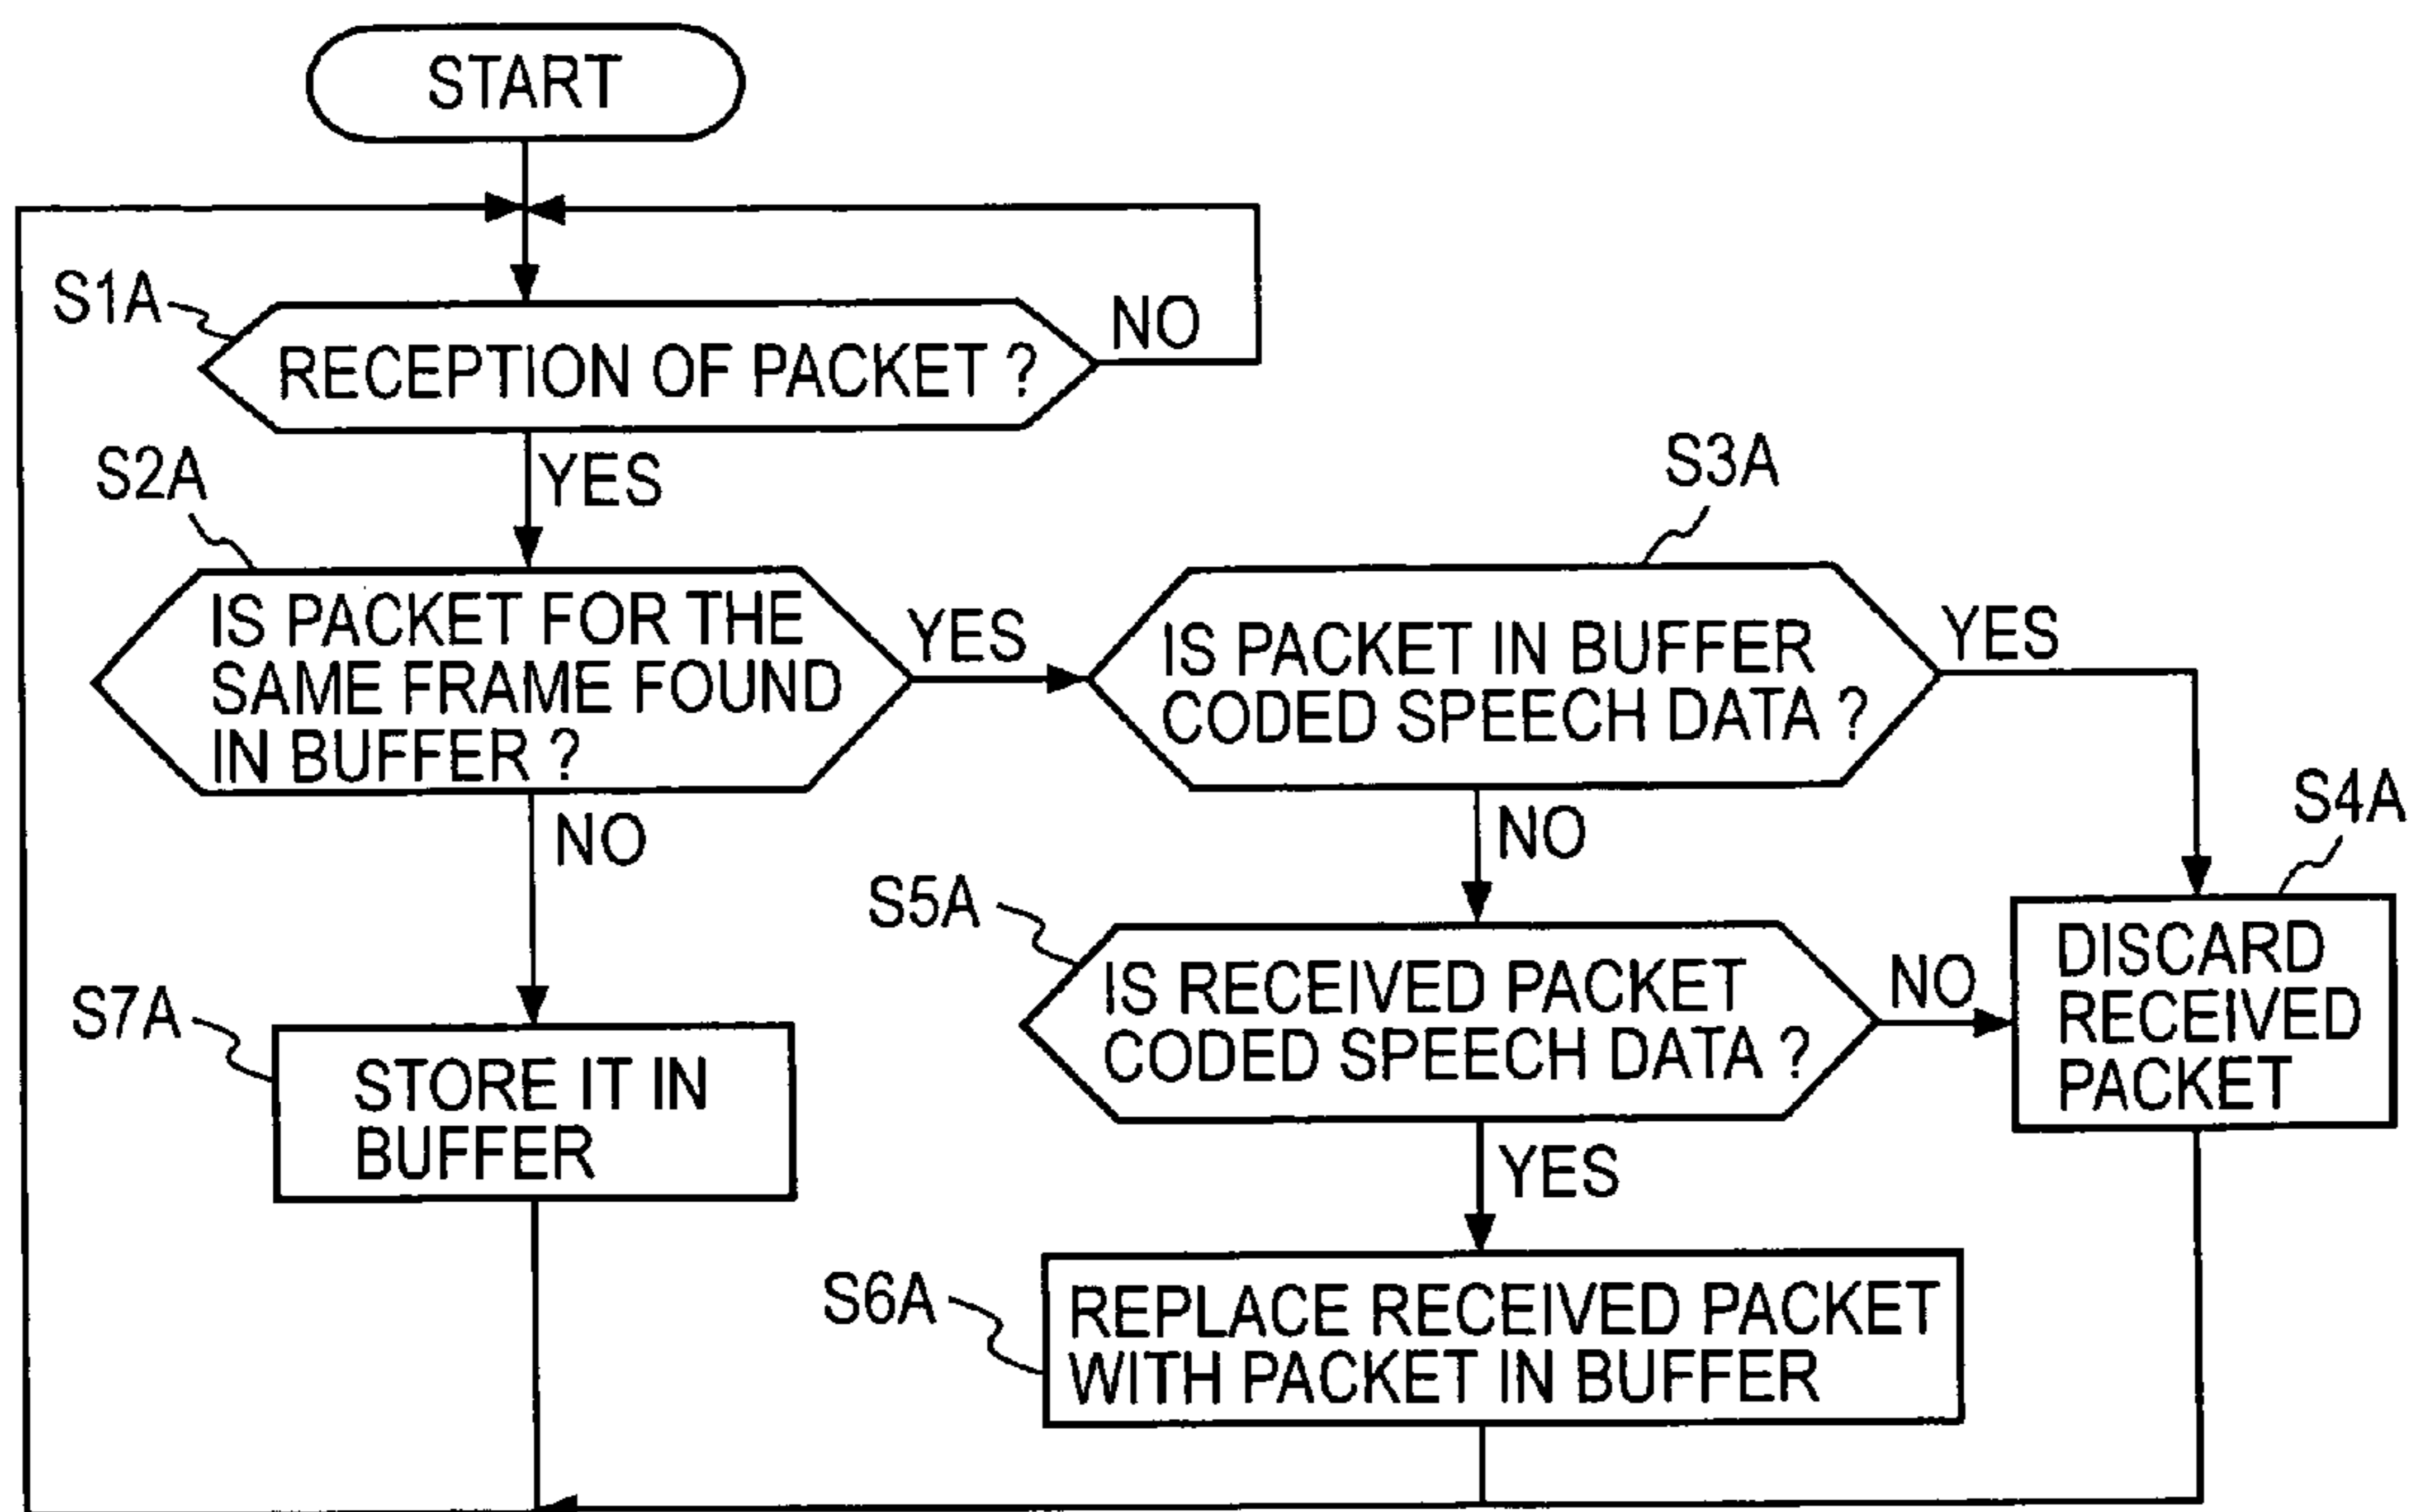 START
S1A
RECEPTION OF PACKET ?
NO
YES
S2A
IS PACKET FOR THE
SAME FRAME FOUND
IN BUFFER ?
YES
S3A
IS PACKET IN BUFFER
CODED SPEECH DATA ?
YES
NO
NO
S4A
DISCARD
RECEIVED
PACKET
S5A
IS RECEIVED PACKET
CODED SPEECH DATA ?
NO
YES
S7A
STORE IT IN
BUFFER
S6A
REPLACE RECEIVED PACKET
WITH PACKET IN BUFFER